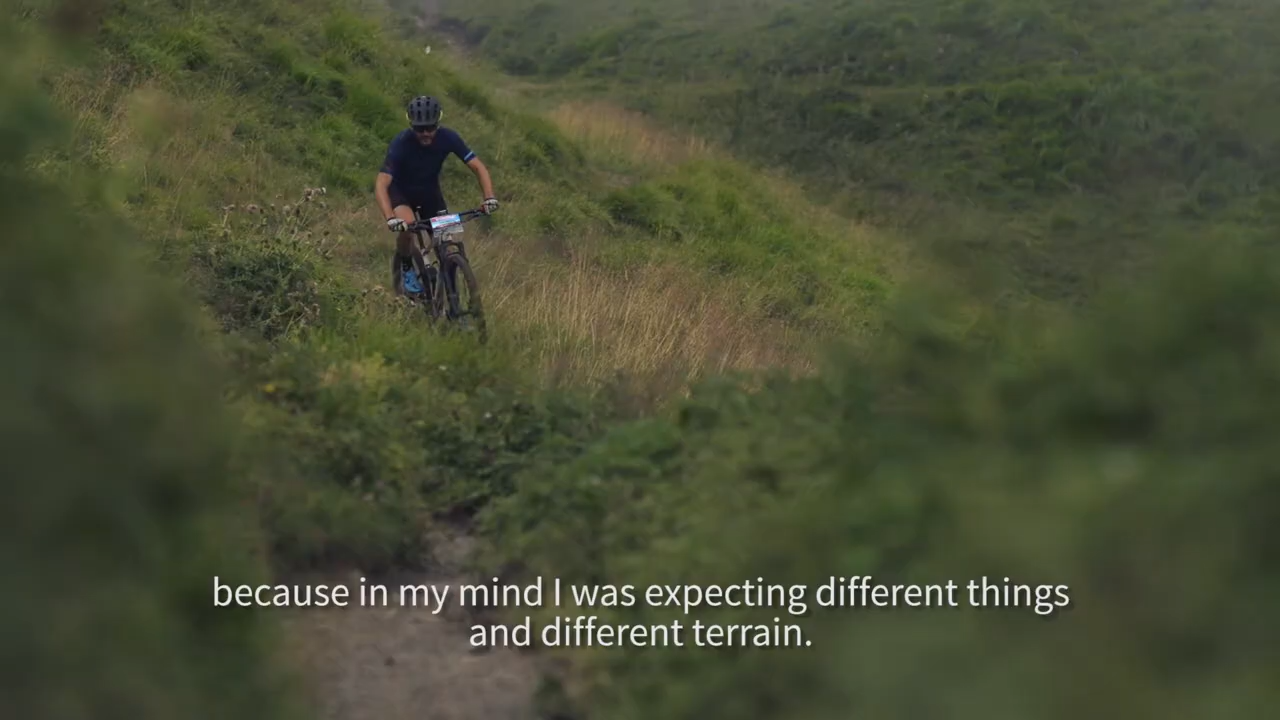 because in my mind I was expecting different things
and different terrain.